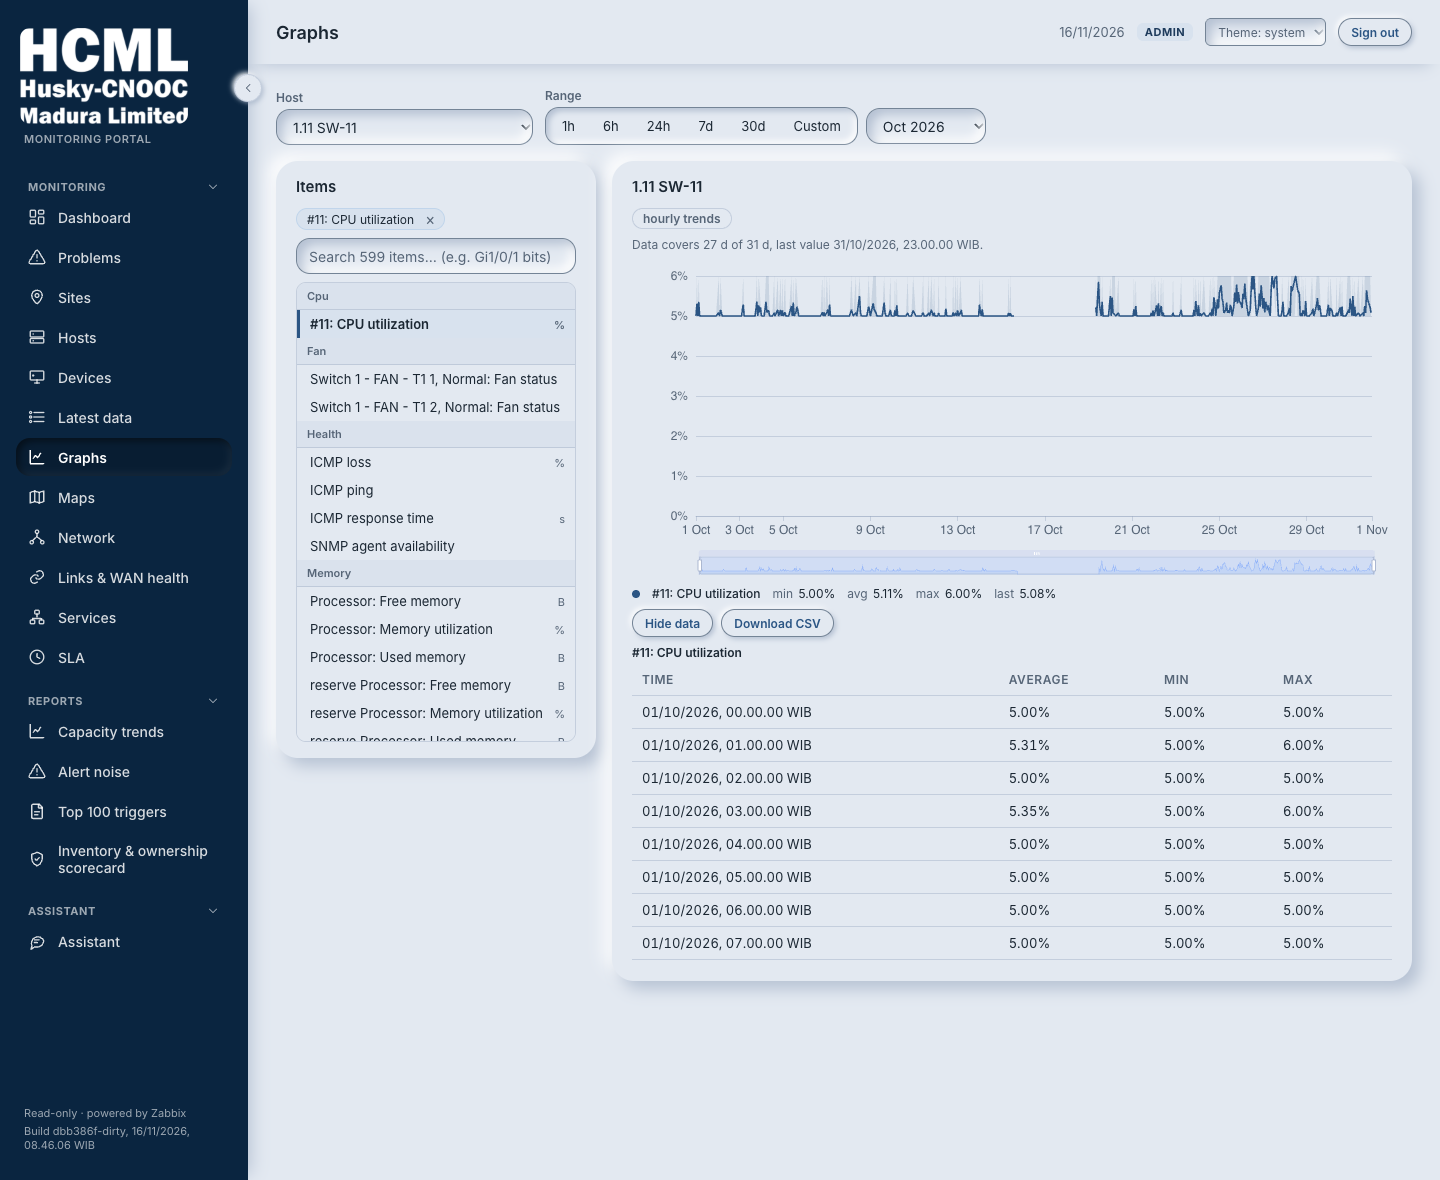 HCML
Husky-CNOOC
Madura Limited
MONITORING PORTAL
MONITORING
Dashboard
Problems
Sites
Hosts
Devices
Latest data
Graphs
Maps
Network
Links & WAN health
Services
SLA
REPORTS
Capacity trends
Alert noise
Top 100 triggers
Inventory & ownership
scorecard
ASSISTANT
Assistant
Read-only · powered by Zabbix
Build dbb386f-dirty, 16/11/2026,
08.46.06 WIB
Graphs
16/11/2026 ADMIN Theme: system Sign out
Host
1.11 SW-11
Range
1h 6h 24h 7d 30d Custom Oct 2026
Items
#11: CPU utilization ×
Search 599 items... (e.g. Gi1/0/1 bits)
Cpu
#11: CPU utilization %
Fan
Switch 1 - FAN - T1 1, Normal: Fan status
Switch 1 - FAN - T1 2, Normal: Fan status
Health
ICMP loss %
ICMP ping
ICMP response time s
SNMP agent availability
Memory
Processor: Free memory B
Processor: Memory utilization %
Processor: Used memory B
reserve Processor: Free memory B
reserve Processor: Memory utilization %
reserve Processor: Used memory B
1.11 SW-11
hourly trends
Data covers 27 d of 31 d, last value 31/10/2026, 23.00.00 WIB.
6%
5%
4%
3%
2%
1%
0%
1 Oct 3 Oct 5 Oct 9 Oct 13 Oct 17 Oct 21 Oct 25 Oct 29 Oct 1 Nov
#11: CPU utilization min 5.00% avg 5.11% max 6.00% last 5.08%
Hide data Download CSV
#11: CPU utilization
TIME AVERAGE MIN MAX
01/10/2026, 00.00.00 WIB 5.00% 5.00% 5.00%
01/10/2026, 01.00.00 WIB 5.31% 5.00% 6.00%
01/10/2026, 02.00.00 WIB 5.00% 5.00% 5.00%
01/10/2026, 03.00.00 WIB 5.35% 5.00% 6.00%
01/10/2026, 04.00.00 WIB 5.00% 5.00% 5.00%
01/10/2026, 05.00.00 WIB 5.00% 5.00% 5.00%
01/10/2026, 06.00.00 WIB 5.00% 5.00% 5.00%
01/10/2026, 07.00.00 WIB 5.00% 5.00% 5.00%